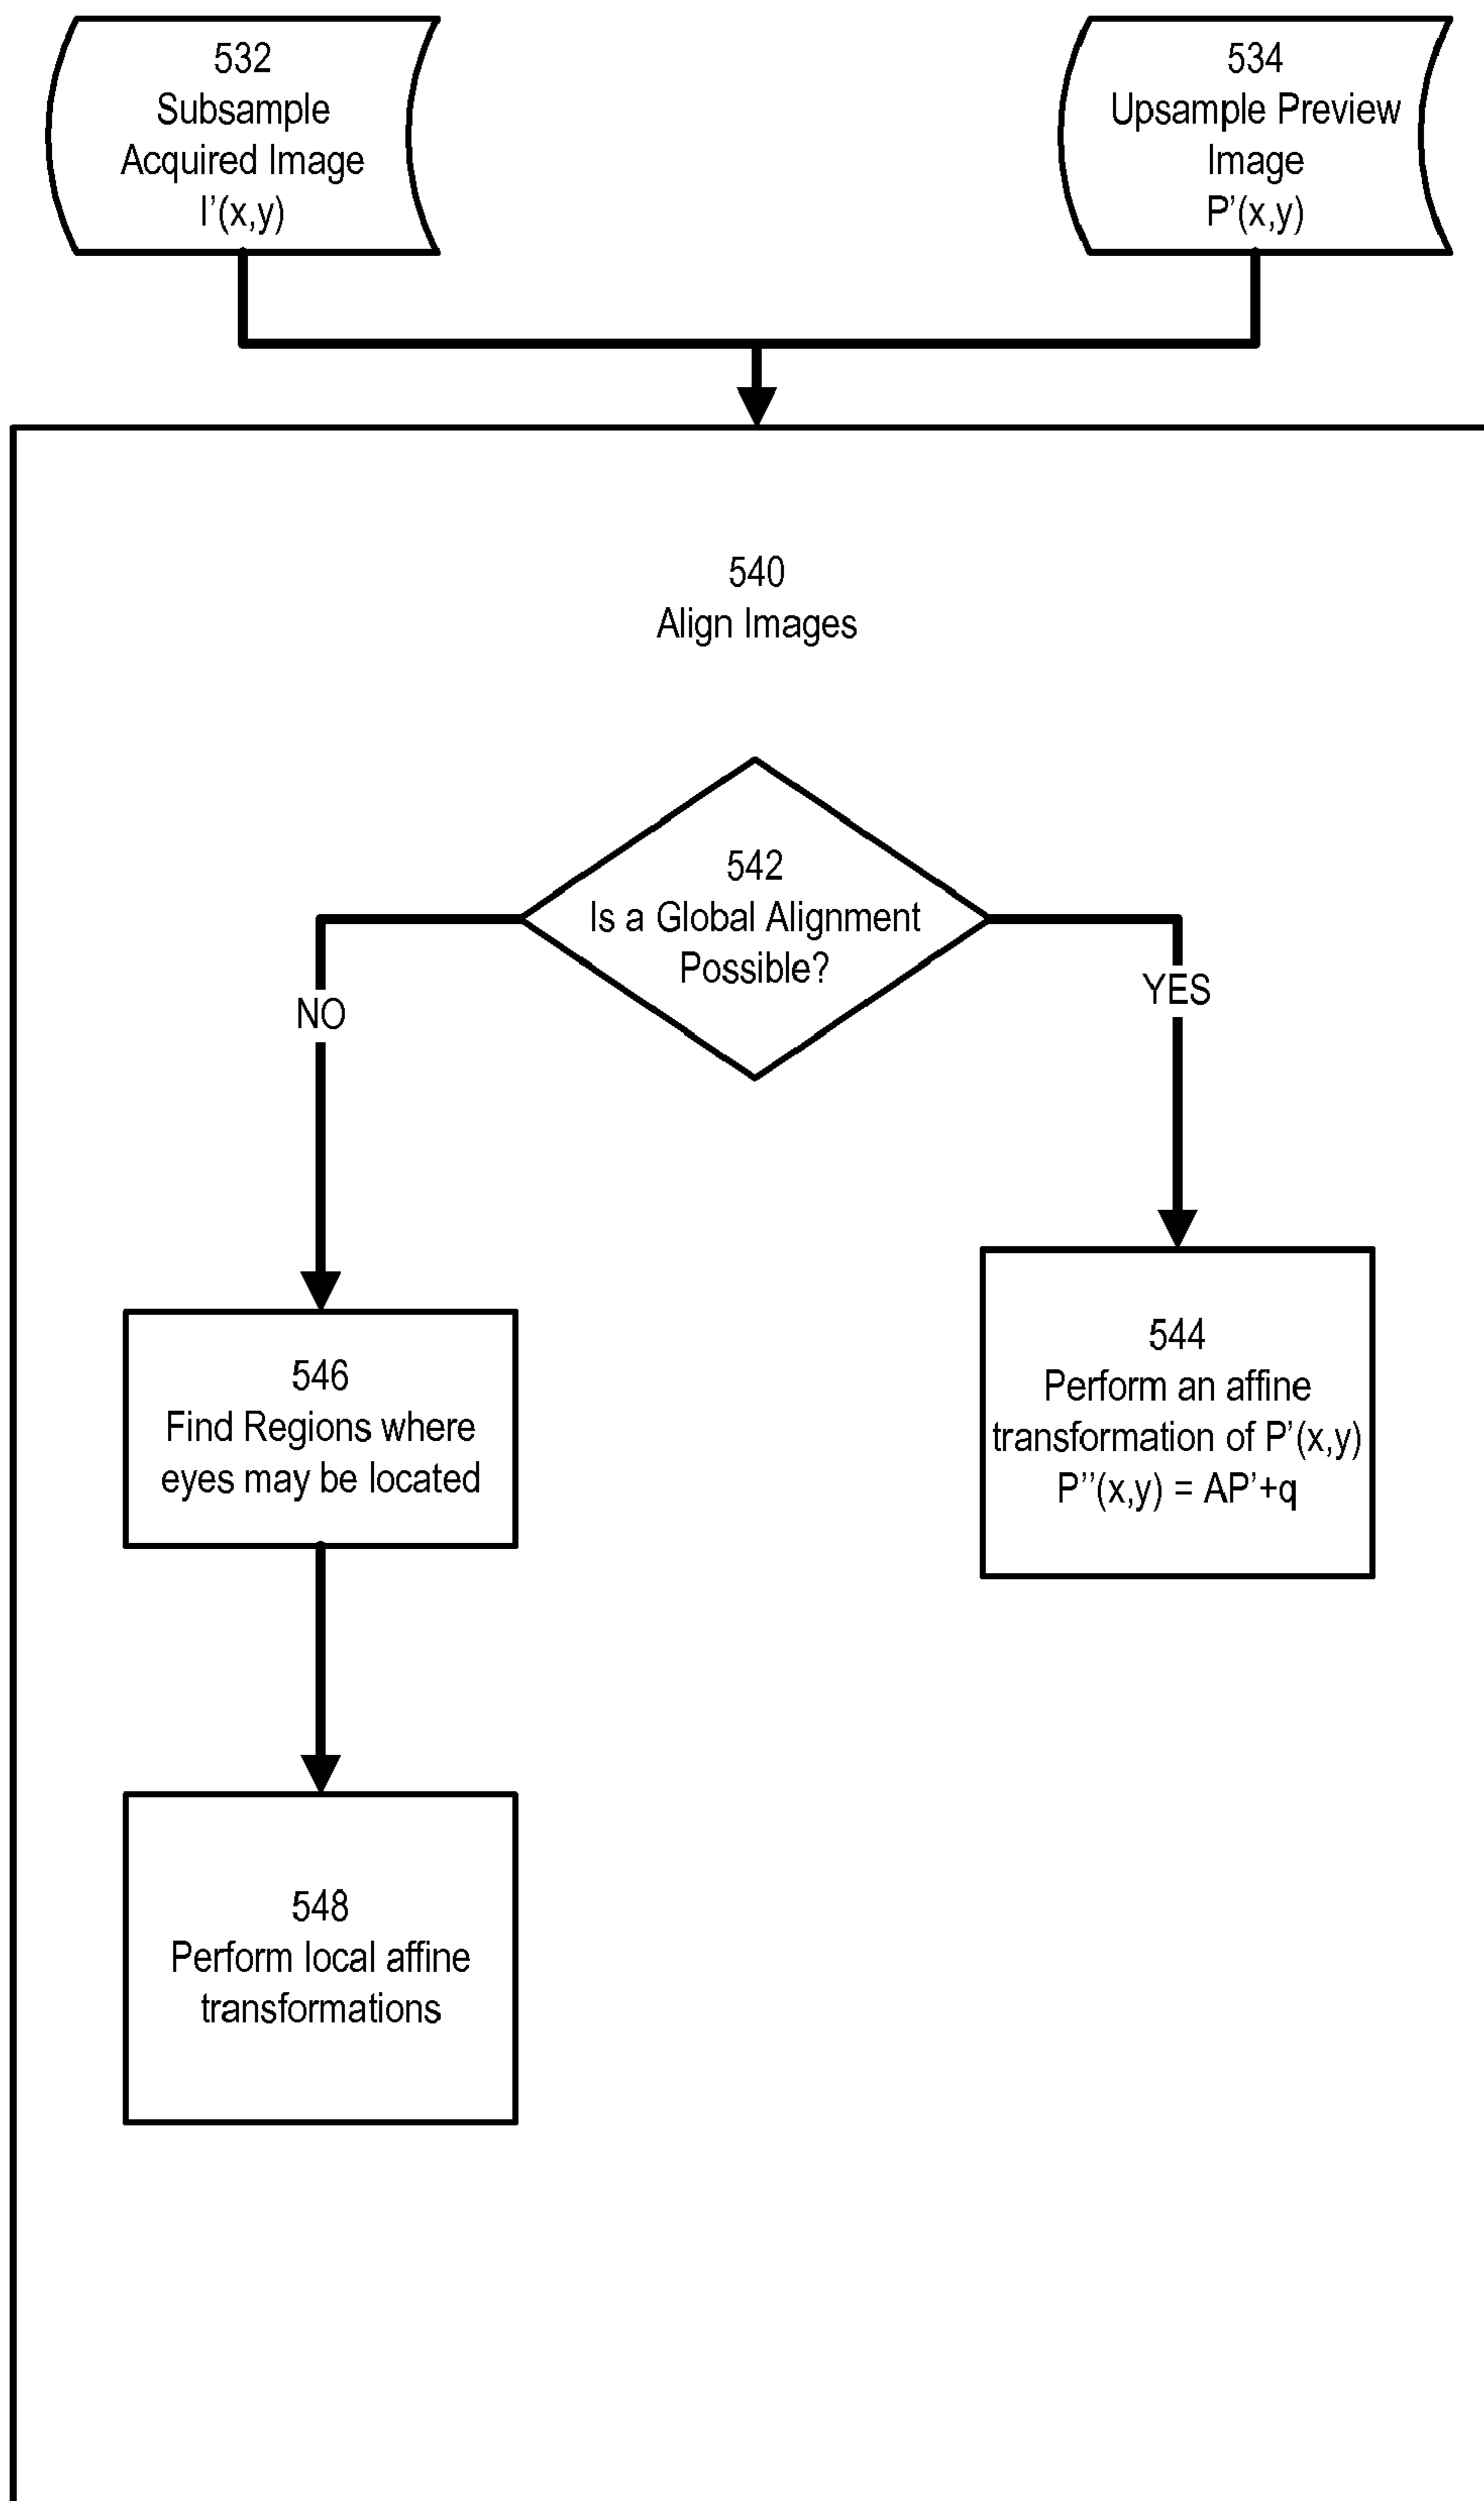 532
Subsample
Acquired Image
I'(x,y)
534
Upsample Preview
Image
P'(x,y)
540
Align Images
542
Is a Global Alignment
Possible?
NO
YES
544
Perform an affine
transformation of P'(x,y)
P''(x,y) = AP'+q
546
Find Regions where
eyes may be located
548
Perform local affine
transformations